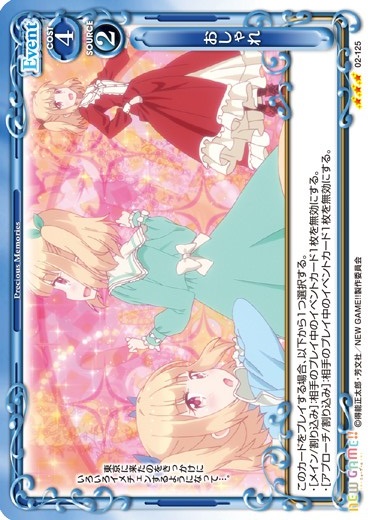 Event
COST
4
SOURCE
2
おしゃれ
02-125
Precious Memories
東京に来たのをきっかけに
いろいろイメチェンするようになって…。
このカードをプレイする場合、以下から1つ選択する。
・[メイン/割り込み]:相手のプレイ中のイベントカード1枚を無効にする。
・[アプローチ/割り込み]:相手のプレイ中のイベントカード1枚を無効にする。
©得能正太郎・芳文社/NEW GAME!!製作委員会
NEW GAME!!